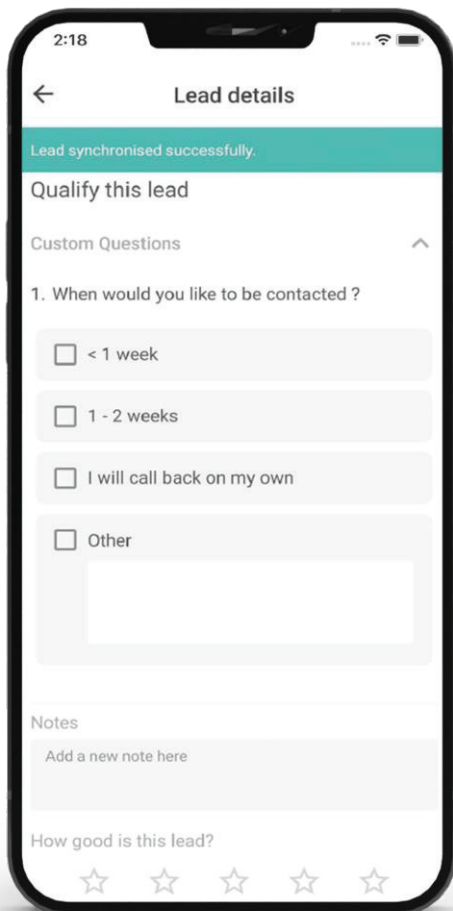 2:18
Lead details
Lead synchronised successfully.
Qualify this lead
Custom Questions
1. When would you like to be contacted ?
< 1 week
1 - 2 weeks
I will call back on my own
Other
Notes
Add a new note here
How good is this lead?